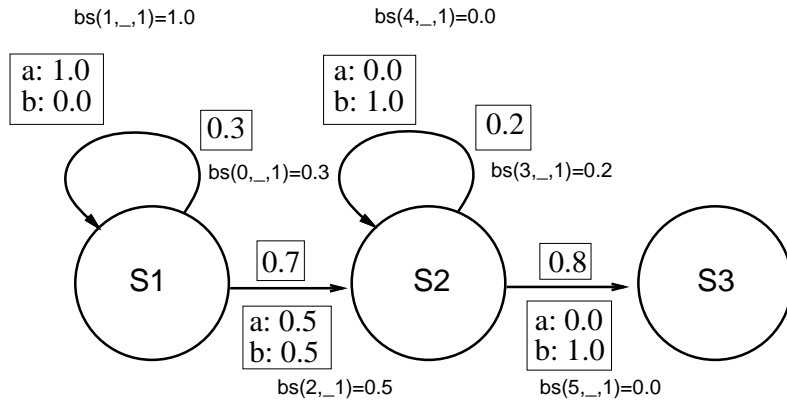 bs(1,_,1)=1.0
bs(4,_,1)=0.0
a: 1.0
b: 0.0
0.3
a: 0.0
b: 1.0
0.2
bs(0,_,1)=0.3
bs(3,_,1)=0.2
S1
0.7
S2
0.8
S3
a: 0.5
b: 0.5
a: 0.0
b: 1.0
bs(2,_1)=0.5
bs(5,_,1)=0.0